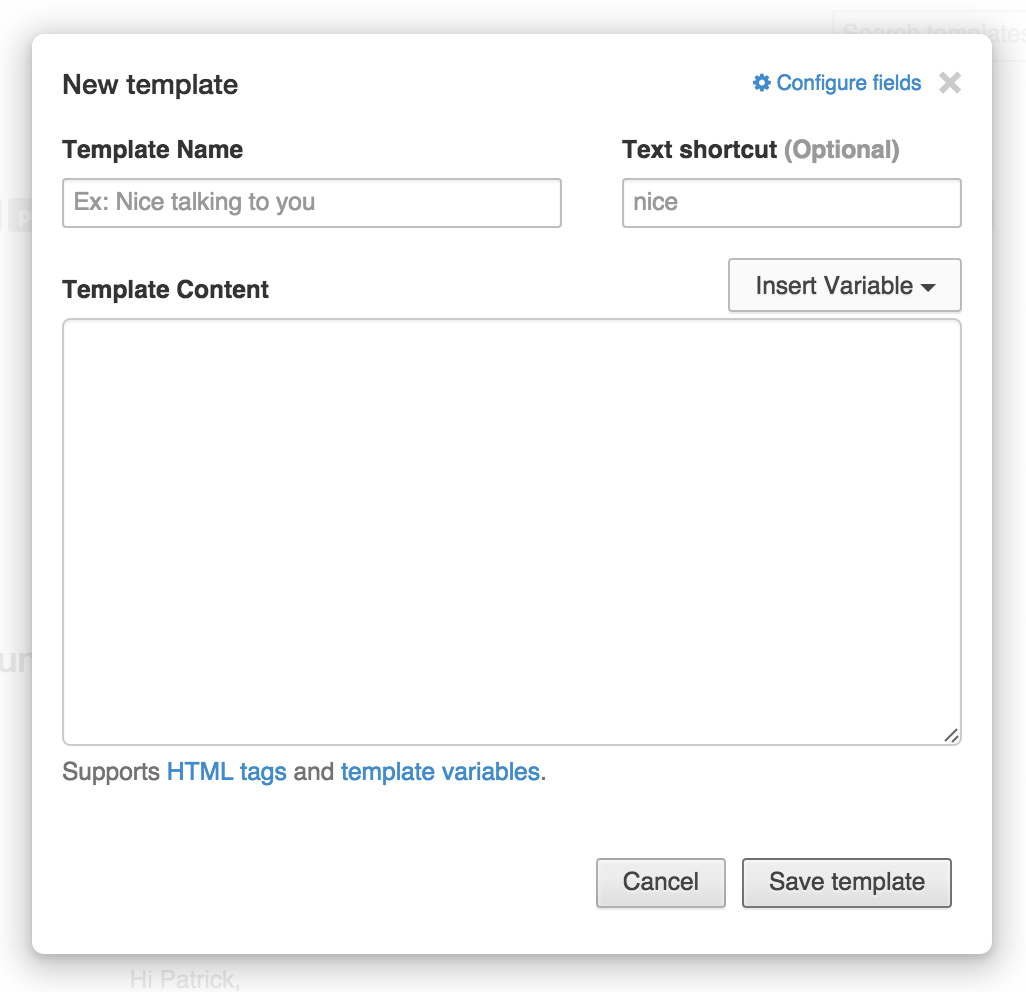 Search templates
New template
Configure fields
Template Name
Text shortcut (Optional)
Ex: Nice talking to you
nice
Template Content
Insert Variable
Supports HTML tags and template variables.
Cancel
Save template
Hi Patrick,